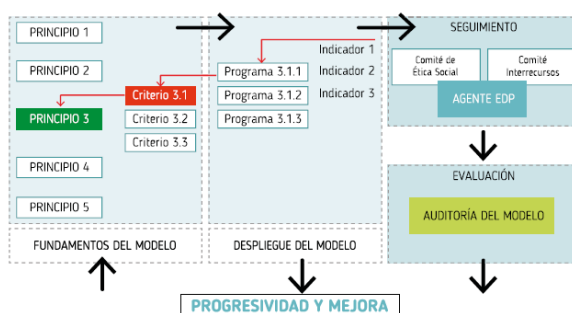 PRINCIPIO 1
PRINCIPIO 2
PRINCIPIO 3
PRINCIPIO 4
PRINCIPIO 5
Criterio 3.1
Criterio 3.2
Criterio 3.3
FUNDAMENTOS DEL MODELO
Programa 3.1.1
Programa 3.1.2
Programa 3.1.3
Indicador 1
Indicador 2
Indicador 3
DESPLIEGUE DEL MODELO
SEGUIMIENTO
Comité de
Ética Social
Comité
Interrecursos
AGENTE EDP
EVALUACIÓN
AUDITORÍA DEL MODELO
PROGRESIVIDAD Y MEJORA